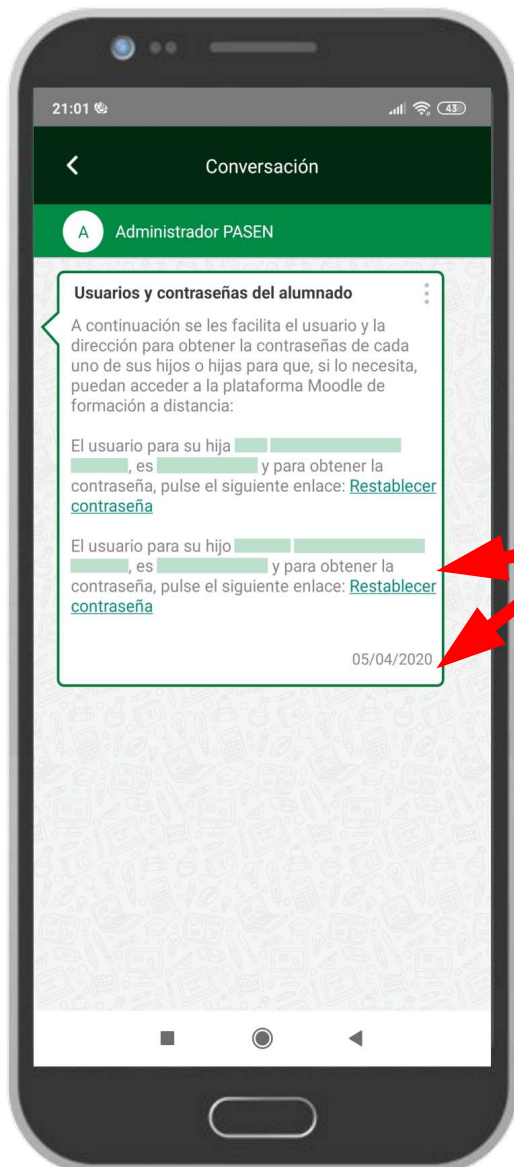 21:01
43
Conversación
A Administrador PASEN
Usuarios y contraseñas del alumnado
A continuación se les facilita el usuario y la
dirección para obtener la contraseñas de cada
uno de sus hijos o hijas para que, si lo necesita,
puedan acceder a la plataforma Moodle de
formación a distancia:
El usuario para su hija
, es y para obtener la
contraseña, pulse el siguiente enlace: Restablecer
contraseña
El usuario para su hijo
, es y para obtener la
contraseña, pulse el siguiente enlace: Restablecer
contraseña
05/04/2020